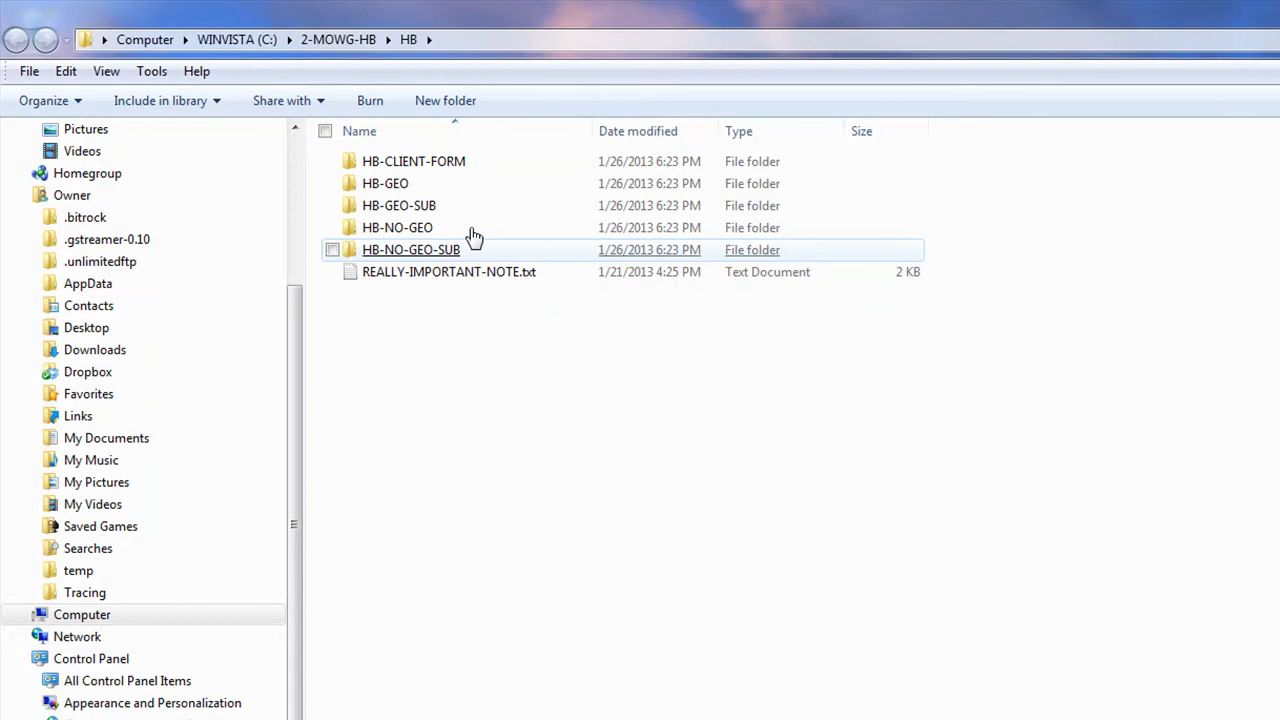 Computer WINVISTA (C:) 2-MOWG-HB HB
File Edit View Tools Help
Organize Include in library Share with Burn New folder
Name Date modified Type Size
HB-CLIENT-FORM 1/26/2013 6:23 PM File folder
HB-GEO 1/26/2013 6:23 PM File folder
HB-GEO-SUB 1/26/2013 6:23 PM File folder
HB-NO-GEO 1/26/2013 6:23 PM File folder
HB-NO-GEO-SUB 1/26/2013 6:23 PM File folder
REALLY-IMPORTANT-NOTE.txt 1/21/2013 4:25 PM Text Document 2 KB
Pictures
Videos
Homegroup
Owner
.bitrock
.gstreamer-0.10
.unlimitedftp
AppData
Contacts
Desktop
Downloads
Dropbox
Favorites
Links
My Documents
My Music
My Pictures
My Videos
Saved Games
Searches
temp
Tracing
Computer
Network
Control Panel
All Control Panel Items
Appearance and Personalization